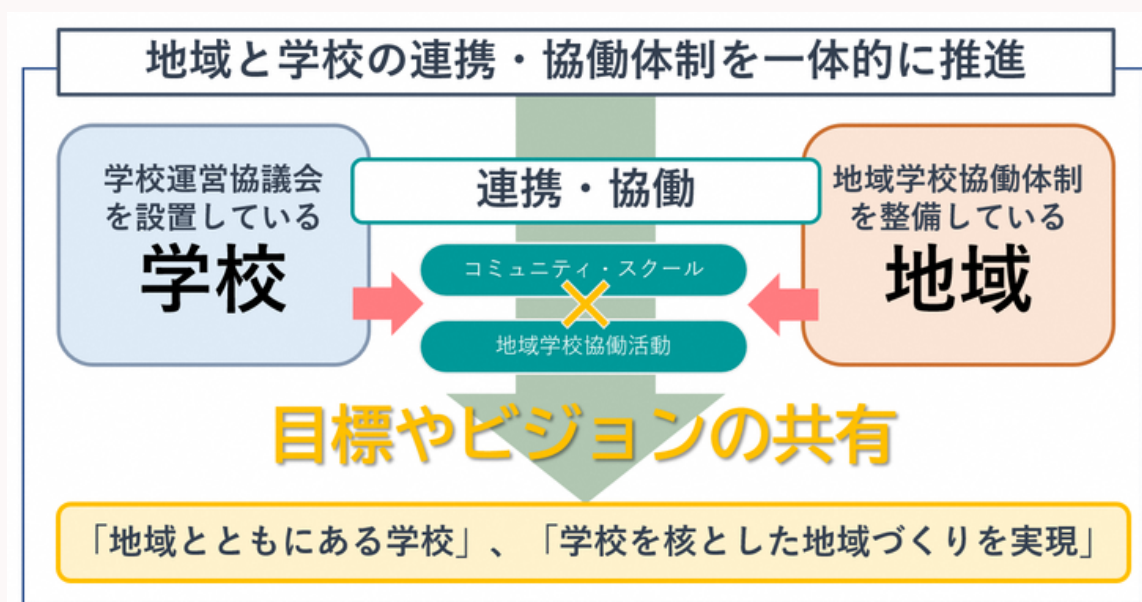 地域と学校の連携・協働体制を一体的に推進
学校運営協議会
を設置している
学校
連携・協働
コミュニティ・スクール
×
地域学校協働活動
地域学校協働体制
を整備している
地域
目標やビジョンの共有
「地域とともにある学校」、「学校を核とした地域づくりを実現」